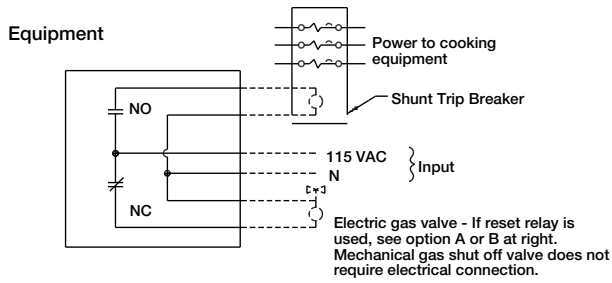 Equipment
Power to cooking
equipment
Shunt Trip Breaker
NO
115 VAC
N
Input
NC
Electric gas valve - If reset relay is
used, see option A or B at right.
Mechanical gas shut off valve does not
require electrical connection.